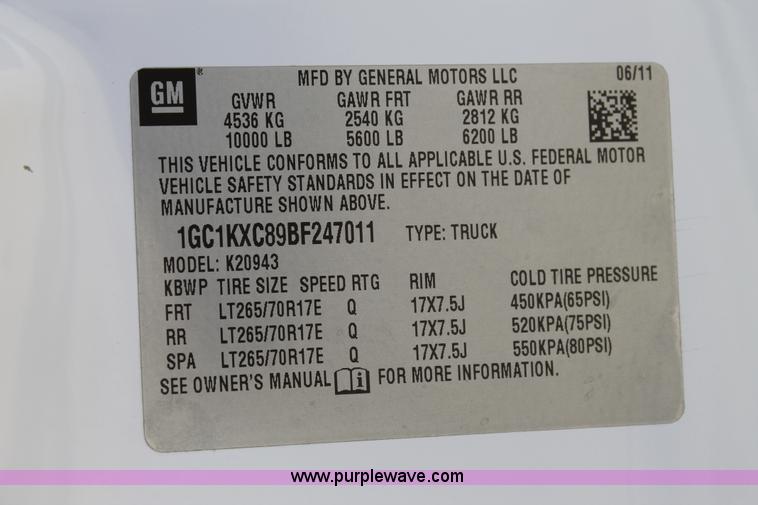 GM
MFD BY GENERAL MOTORS LLC 06/11
GVWR GAWR FRT GAWR RR
4536 KG 2540 KG 2812 KG
10000 LB 5600 LB 6200 LB
THIS VEHICLE CONFORMS TO ALL APPLICABLE U.S. FEDERAL MOTOR
VEHICLE SAFETY STANDARDS IN EFFECT ON THE DATE OF
MANUFACTURE SHOWN ABOVE.
1GC1KXC89BF247011 TYPE: TRUCK
MODEL: K20943
KBWP TIRE SIZE SPEED RTG RIM COLD TIRE PRESSURE
FRT LT265/70R17E Q 17X7.5J 450KPA(65PSI)
RR LT265/70R17E Q 17X7.5J 520KPA(75PSI)
SPA LT265/70R17E Q 17X7.5J 550KPA(80PSI)
SEE OWNER'S MANUAL i FOR MORE INFORMATION.
www.purplewave.com